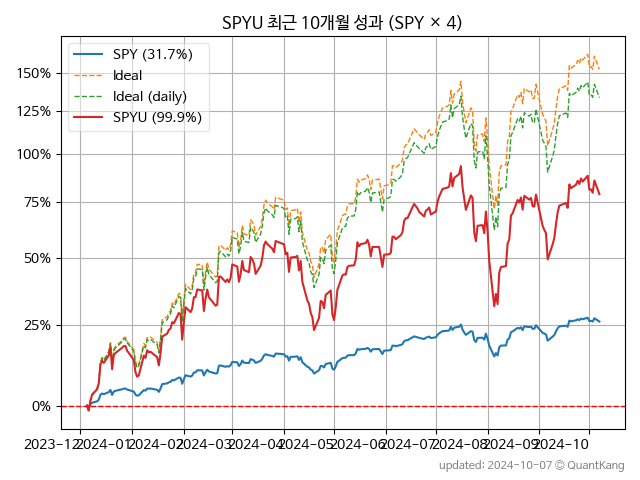 SPYU 최근 10개월 성과 (SPY × 4)
SPY (31.7%)
Ideal
Ideal (daily)
SPYU (99.9%)
150%
125%
100%
75%
50%
25%
0%
2023-12 2024-01 2024-02 2024-03 2024-04 2024-05 2024-06 2024-07 2024-08 2024-09 2024-10
updated: 2024-10-07 © QuantKang